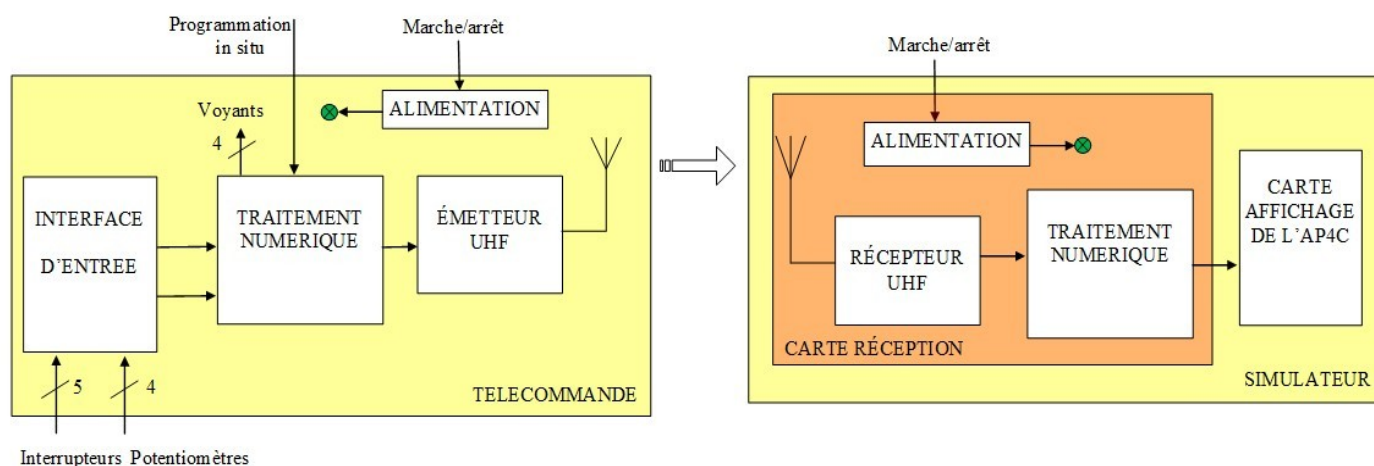 Programmation
in situ
Marche/arrêt
Voyants
4
ALIMENTATION
INTERFACE
D'ENTREE
TRAITEMENT
NUMERIQUE
ÉMETTEUR
UHF
5
4
TELECOMMANDE
Interrupteurs Potentiomètres
Marche/arrêt
ALIMENTATION
RÉCEPTEUR
UHF
TRAITEMENT
NUMERIQUE
CARTE RÉCEPTION
CARTE
AFFICHAGE
DE L'AP4C
SIMULATEUR